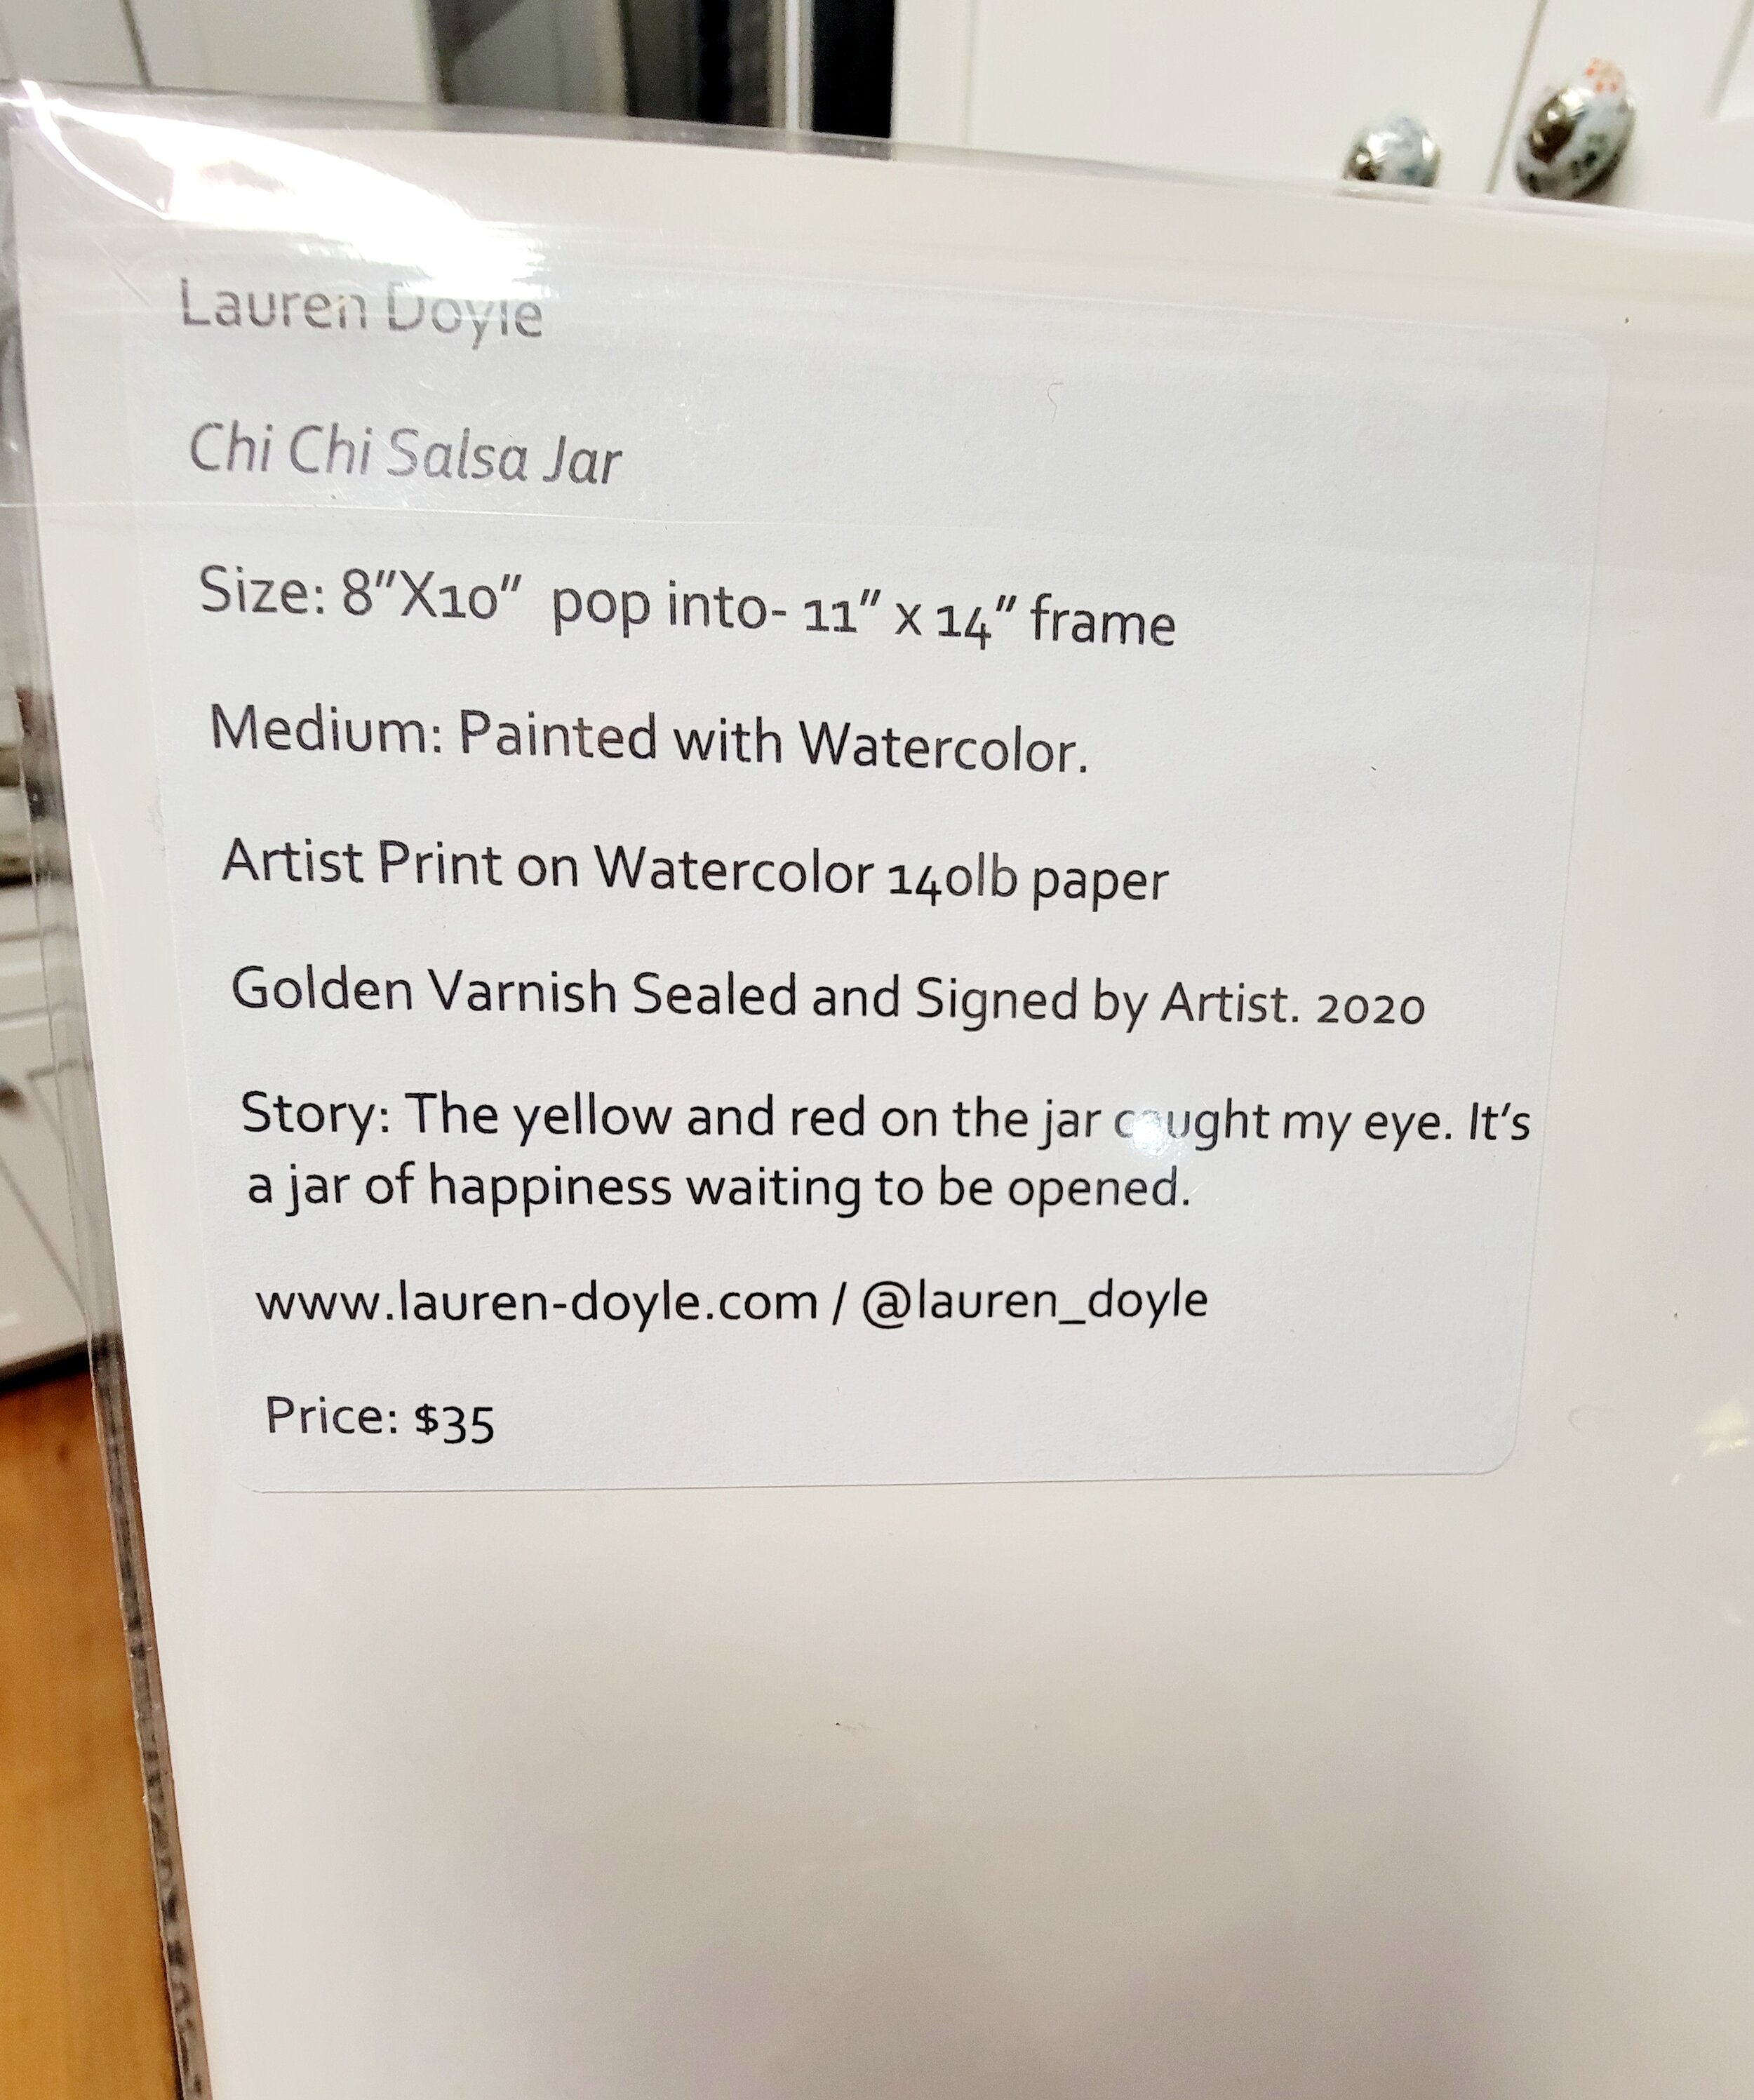 Lauren Doyle
Chi Chi Salsa Jar
Size: 8"X10" pop into- 11" x 14" frame
Medium: Painted with Watercolor.
Artist Print on Watercolor 140lb paper
Golden Varnish Sealed and Signed by Artist. 2020
Story: The yellow and red on the jar caught my eye. It's
a jar of happiness waiting to be opened.
www.lauren-doyle.com / @lauren_doyle
Price: $35